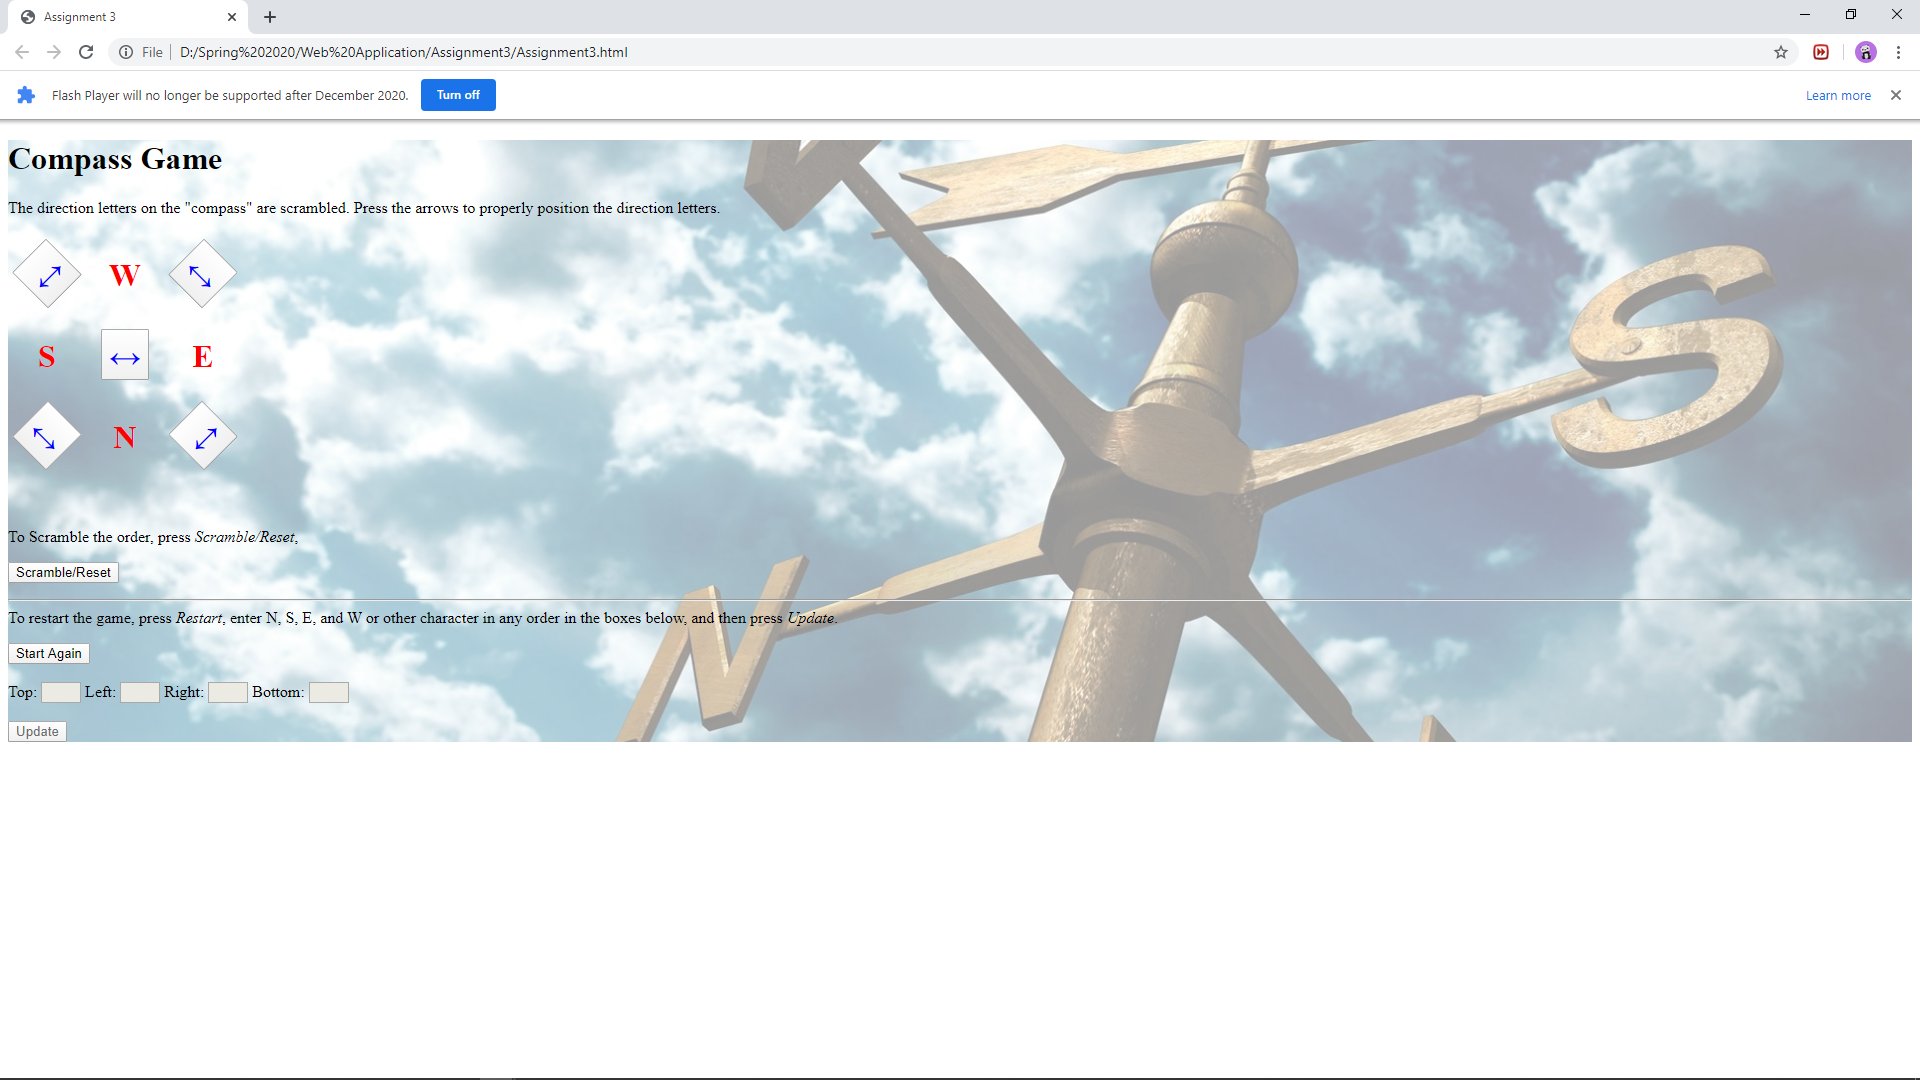 Assignment 3
File D:/Spring%202020/Web%20Application/Assignment3/Assignment3.html
Flash Player will no longer be supported after December 2020. Turn off Learn more
Compass Game
The direction letters on the "compass" are scrambled. Press the arrows to properly position the direction letters.
W
S ↔ E
N
To Scramble the order, press Scramble/Reset,
Scramble/Reset
To restart the game, press Restart, enter N, S, E, and W or other character in any order in the boxes below, and then press Update.
Start Again
Top: Left: Right: Bottom:
Update
S
N